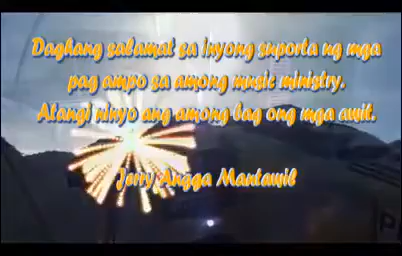 Daghang salamat sa inyong suporta ug mga
pag ampo sa among music ministry.
Atangi ninyo ang among bag ong mga awit.
Jerry Angga Mantawil